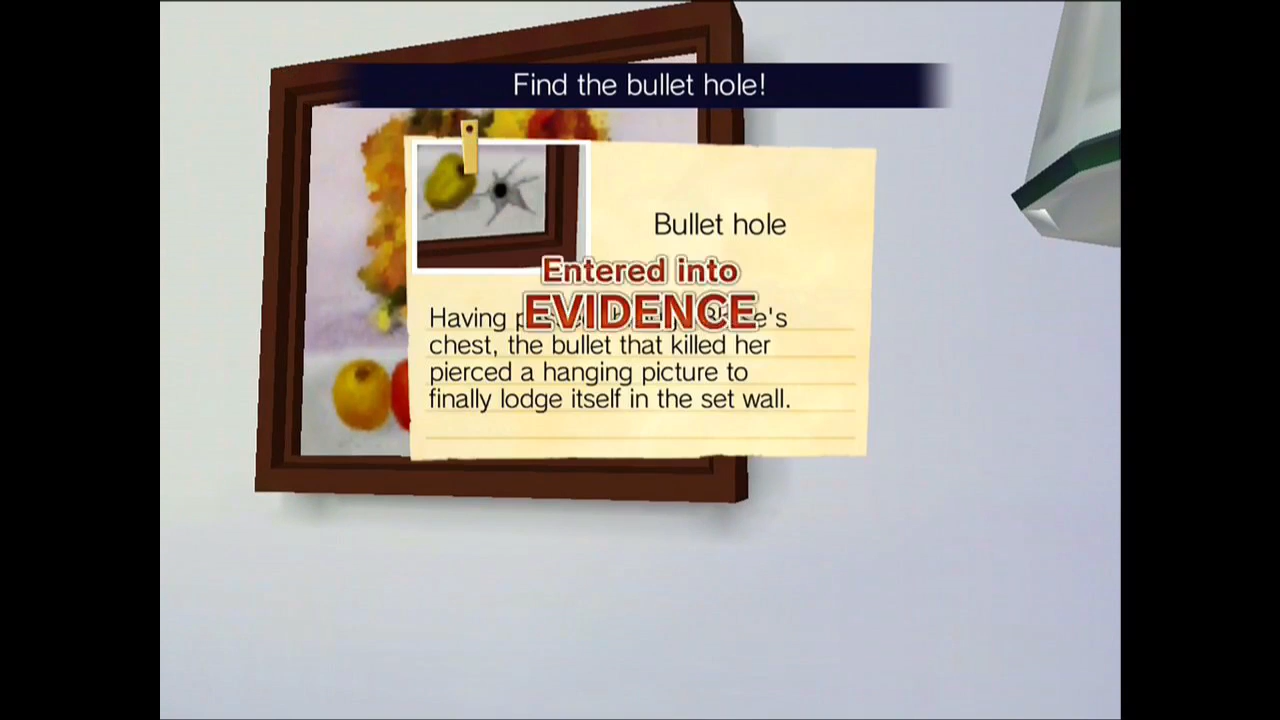 Find the bullet hole!
Bullet hole
Entered into
EVIDENCE
Having
's
chest, the bullet that killed her
pierced a hanging picture to
finally lodge itself in the set wall.